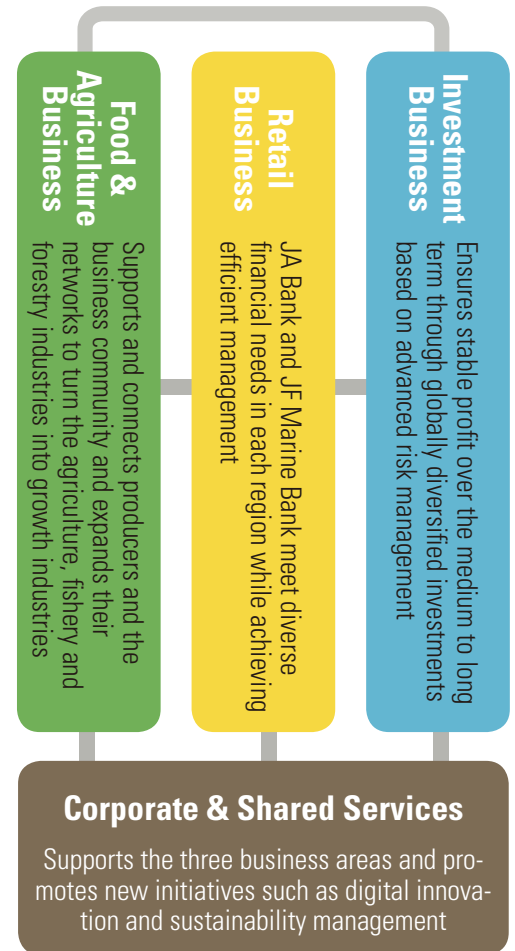 Food &
Agriculture
Business
Supports and connects producers and the
business community and expands their
networks to turn the agriculture, fishery and
forestry industries into growth industries
Retail
Business
JA Bank and JF Marine Bank meet diverse
financial needs in each region while achieving
efficient management
Investment
Business
Ensures stable profit over the medium to long
term through globally diversified investments
based on advanced risk management
Corporate & Shared Services
Supports the three business areas and pro-
motes new initiatives such as digital innova-
tion and sustainability management